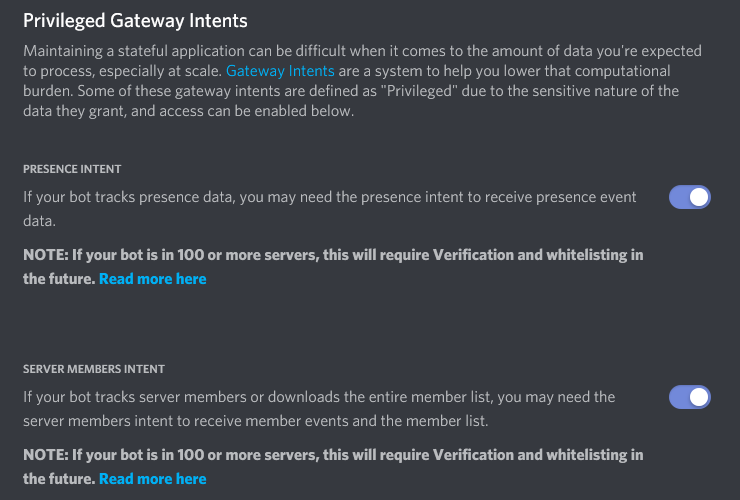 Privileged Gateway Intents
Maintaining a stateful application can be difficult when it comes to the amount of data you're expected
to process, especially at scale. Gateway Intents are a system to help you lower that computational
burden. Some of these gateway intents are defined as "Privileged" due to the sensitive nature of the
data they grant, and access can be enabled below.
PRESENCE INTENT
If your bot tracks presence data, you may need the presence intent to receive presence event
data.
NOTE: If your bot is in 100 or more servers, this will require Verification and whitelisting in
the future. Read more here
SERVER MEMBERS INTENT
If your bot tracks server members or downloads the entire member list, you may need the
server members intent to receive member events and the member list.
NOTE: If your bot is in 100 or more servers, this will require Verification and whitelisting in
the future. Read more here